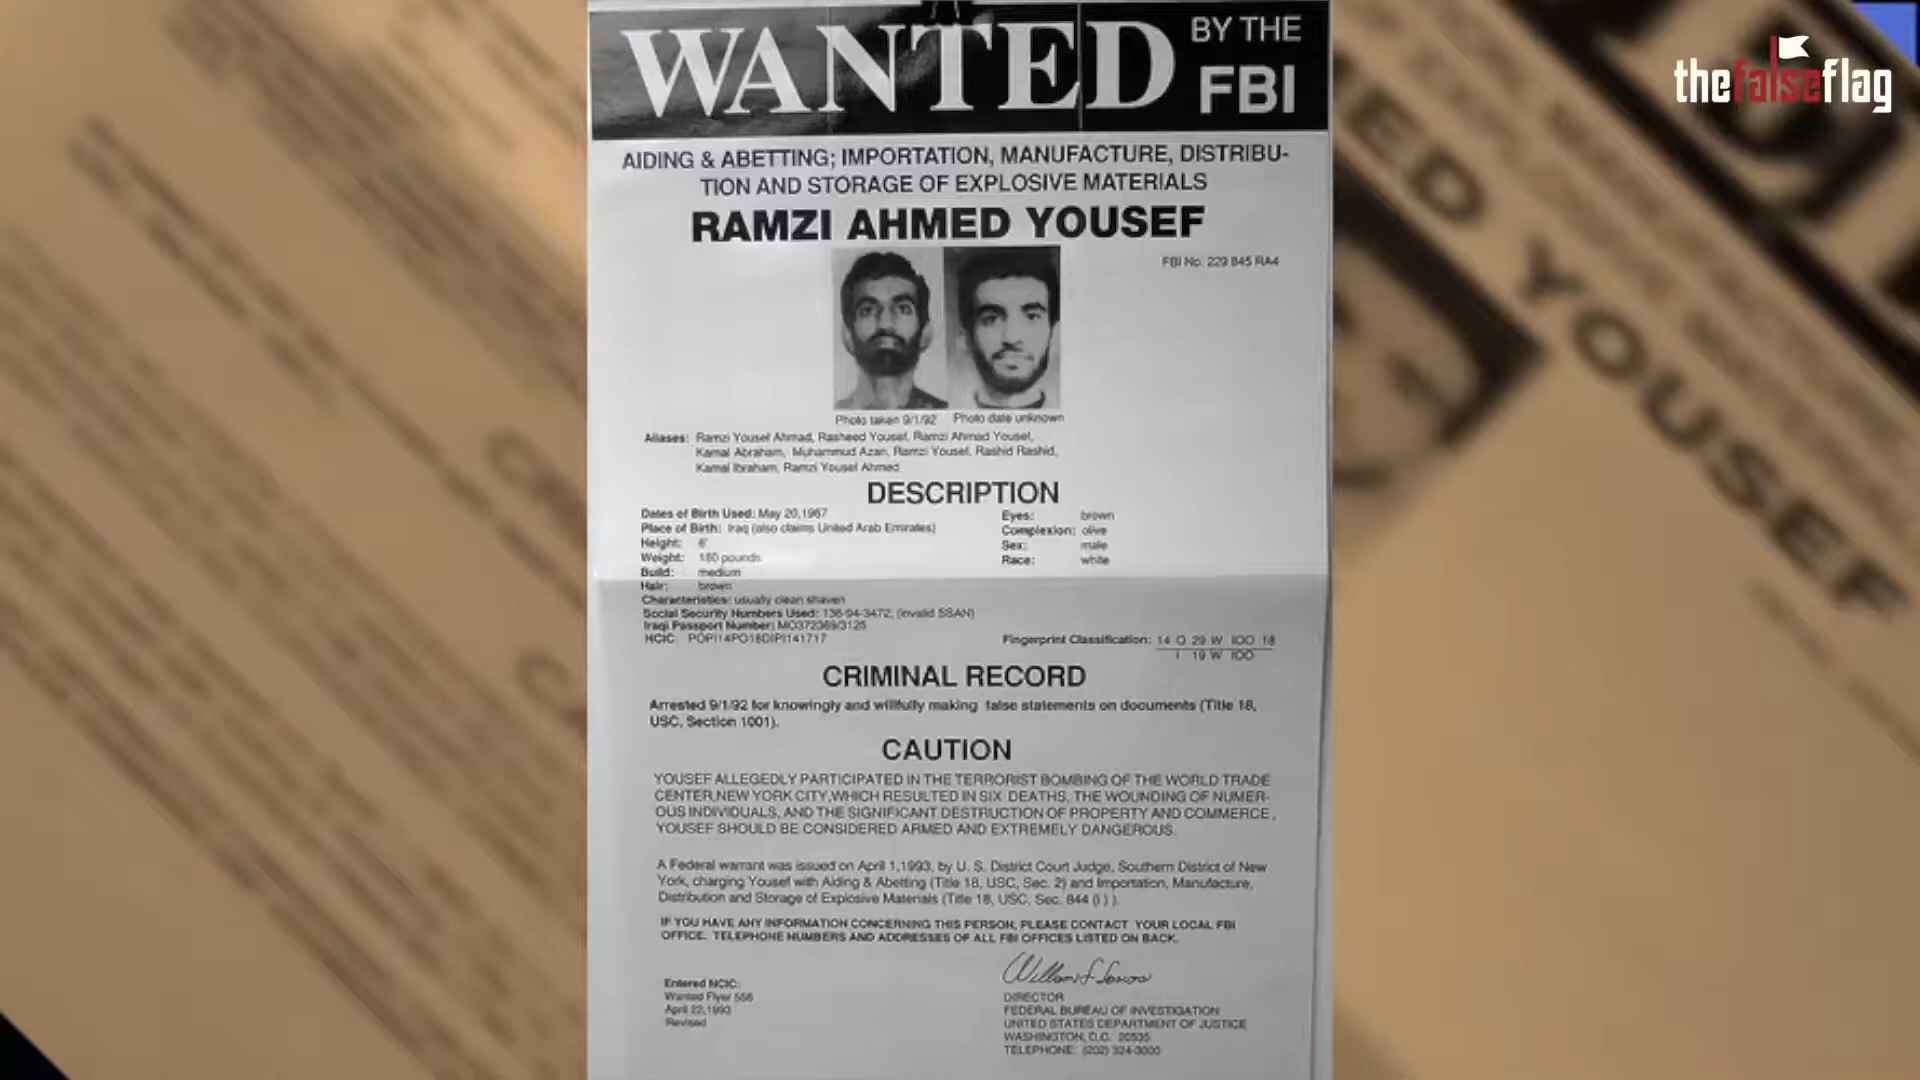 WANTED BY THE FBI
thefalseflag
AIDING & ABETTING; IMPORTATION, MANUFACTURE, DISTRIBU-
TION AND STORAGE OF EXPLOSIVE MATERIALS
RAMZI AHMED YOUSEF
FBI No. 229 845 RA4
Photo taken 9/1/92 Photo date unknown
Aliases: Ramzi Yousef Ahmad, Rasheed Yousef, Ramzi Ahmad Yousef,
Kamal Abraham, Muhammud Azan, Ramzi Yousef, Rashid Rashid,
Kamal Ibraham, Ramzi Yousef Ahmed
DESCRIPTION
Dates of Birth Used: May 20,1967
Place of Birth: Iraq (also claims United Arab Emirates)
Height: 6'
Weight: 180 pounds
Build: medium
Hair: brown
Eyes: brown
Complexion: olive
Sex: male
Race: white
Characteristics: usually clean shaven
Social Security Numbers Used: 136-94-3472, (invalid SSAN)
Iraqi Passport Number:
NCIC
Fingerprint Classification: 14 O 29 W IOO 18
I 19 W IOO
CRIMINAL RECORD
Arrested 9/1/92 for knowingly and willfully making false statements on documents (Title 18,
USC, Section 1001).
CAUTION
YOUSEF ALLEGEDLY PARTICIPATED IN THE TERRORIST BOMBING OF THE WORLD TRADE
CENTER,NEW YORK CITY,WHICH RESULTED IN SIX DEATHS, THE WOUNDING OF NUMER-
OUS INDIVIDUALS, AND THE SIGNIFICANT DESTRUCTION OF PROPERTY AND COMMERCE,
YOUSEF SHOULD BE CONSIDERED ARMED AND EXTREMELY DANGEROUS.
A Federal warrant was issued on April 1,1993, by U. S. District Court Judge, Southern District of New
York, charging Yousef with Aiding & Abetting (Title 18, USC, Sec. 2) and Importation, Manufacture,
Distribution and Storage of Explosive Materials (Title 18, USC, Sec. 844 (i) ).
IF YOU HAVE ANY INFORMATION CONCERNING THIS PERSON, PLEASE CONTACT YOUR LOCAL FBI
OFFICE. TELEPHONE NUMBERS AND ADDRESSES OF ALL FBI OFFICES LISTED ON BACK.
Entered NCIC:
Wanted Flyer 556
April 22,1993
Revised
DIRECTOR
FEDERAL BUREAU OF INVESTIGATION
UNITED STATES DEPARTMENT OF JUSTICE
WASHINGTON, D.C. 20535
TELEPHONE: (202) 324-3000
ED YOUSEF